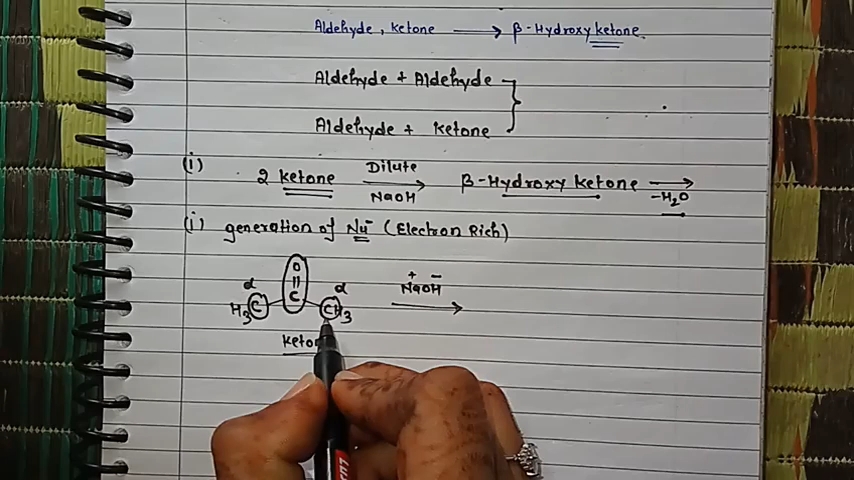 Aldehyde, ketone ⟶ β-Hydroxy ketone
Aldehyde + Aldehyde
Aldehyde + ketone
(i) 2 ketone Dilute NaOH ⟶ β-Hydroxy ketone ⟶ -H₂O
(i) generation of Nu⁻ (Electron Rich)
O
α || α + −
H₃C C CH₃ NaOH ⟶